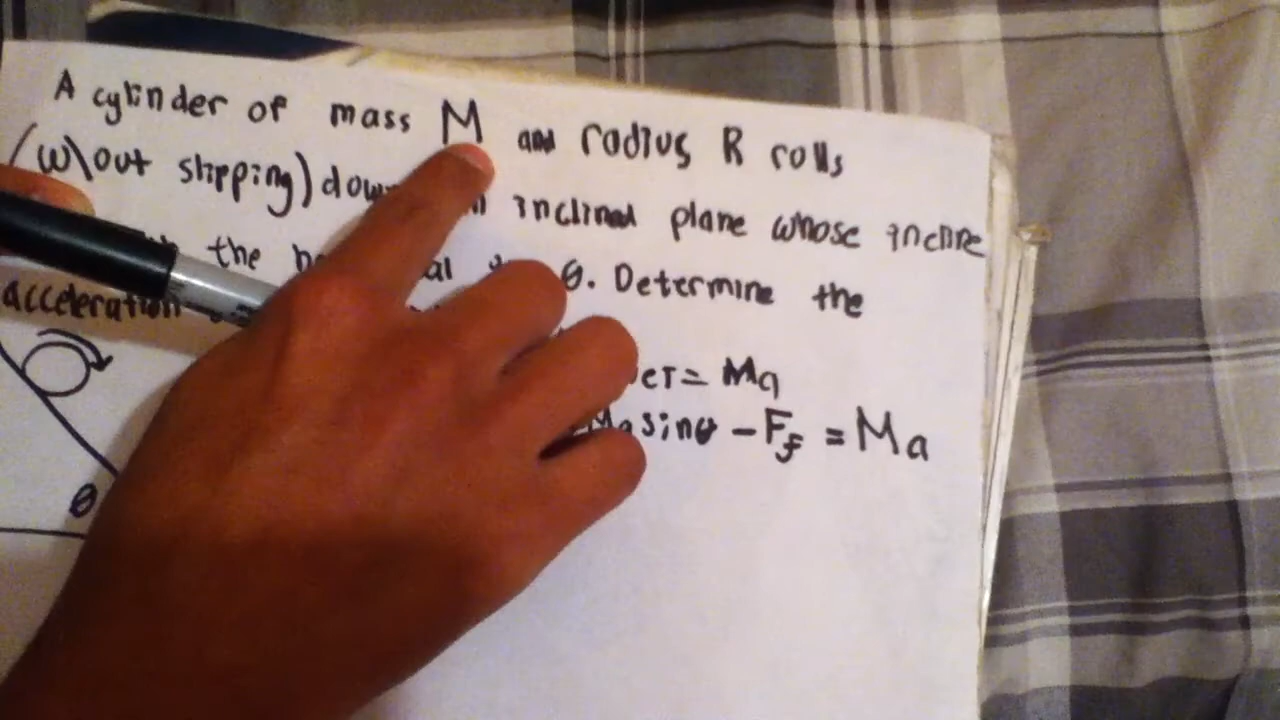 A cylinder of mass M and radius R rolls
(w\out slipping) down inclined plane whose incline
the θ. Determine the
acceleration
= Ma
sinθ - Ff = Ma
θ